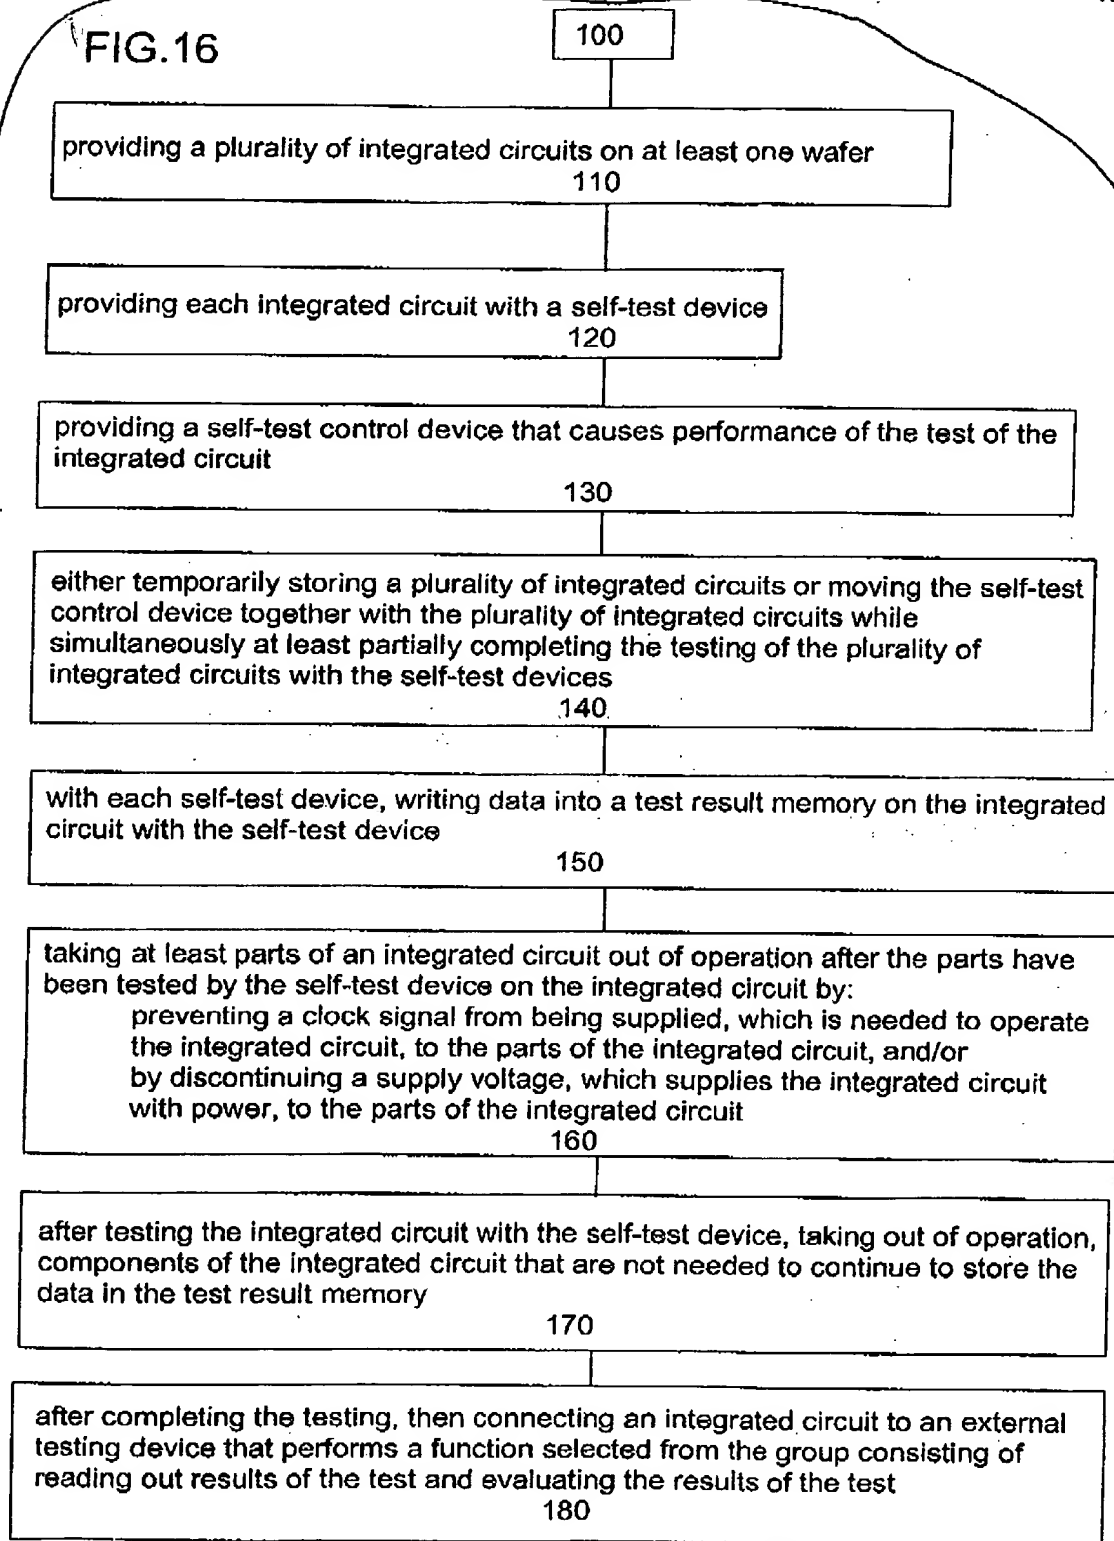 FIG.16
100
providing a plurality of integrated circuits on at least one wafer
110
providing each integrated circuit with a self-test device
120
providing a self-test control device that causes performance of the test of the
integrated circuit
130
either temporarily storing a plurality of integrated circuits or moving the self-test
control device together with the plurality of integrated circuits while
simultaneously at least partially completing the testing of the plurality of
integrated circuits with the self-test devices
140
with each self-test device, writing data into a test result memory on the integrated
circuit with the self-test device
150
taking at least parts of an integrated circuit out of operation after the parts have
been tested by the self-test device on the integrated circuit by:
preventing a clock signal from being supplied, which is needed to operate
the integrated circuit, to the parts of the integrated circuit, and/or
by discontinuing a supply voltage, which supplies the integrated circuit
with power, to the parts of the integrated circuit
160
after testing the integrated circuit with the self-test device, taking out of operation,
components of the integrated circuit that are not needed to continue to store the
data in the test result memory
170
after completing the testing, then connecting an integrated circuit to an external
testing device that performs a function selected from the group consisting of
reading out results of the test and evaluating the results of the test
180